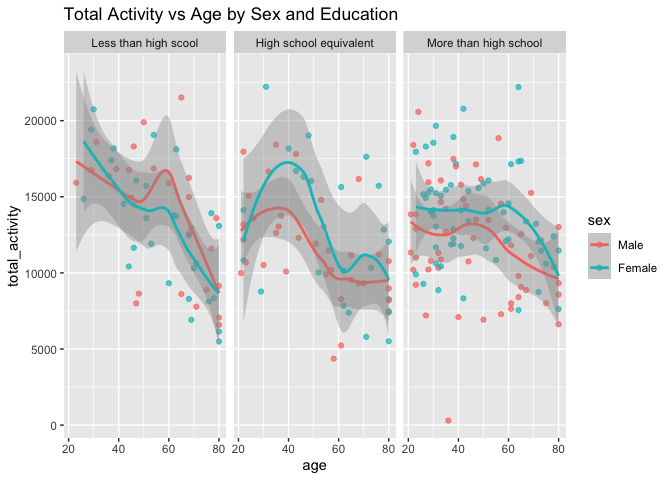 Total Activity vs Age by Sex and Education
Less than high scool
High school equivalent
More than high school
total_activity
20000
15000
10000
5000
0
20 40 60 80
20 40 60 80
20 40 60 80
age
sex
Male
Female